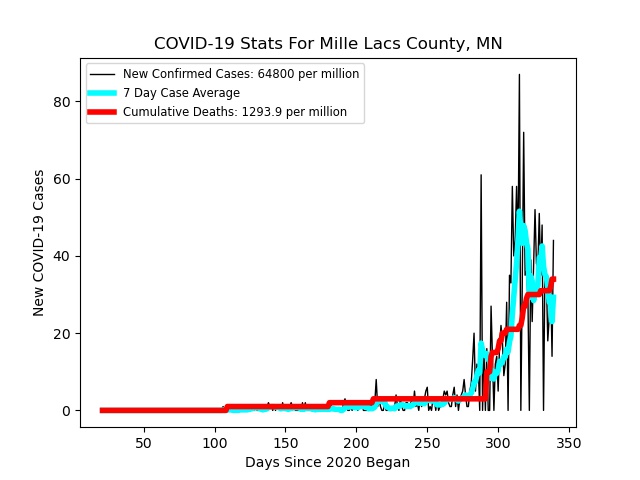 COVID-19 Stats For Mille Lacs County, MN
New Confirmed Cases: 64800 per million
7 Day Case Average
Cumulative Deaths: 1293.9 per million
New COVID-19 Cases
80
60
40
20
0
50 100 150 200 250 300 350
Days Since 2020 Began